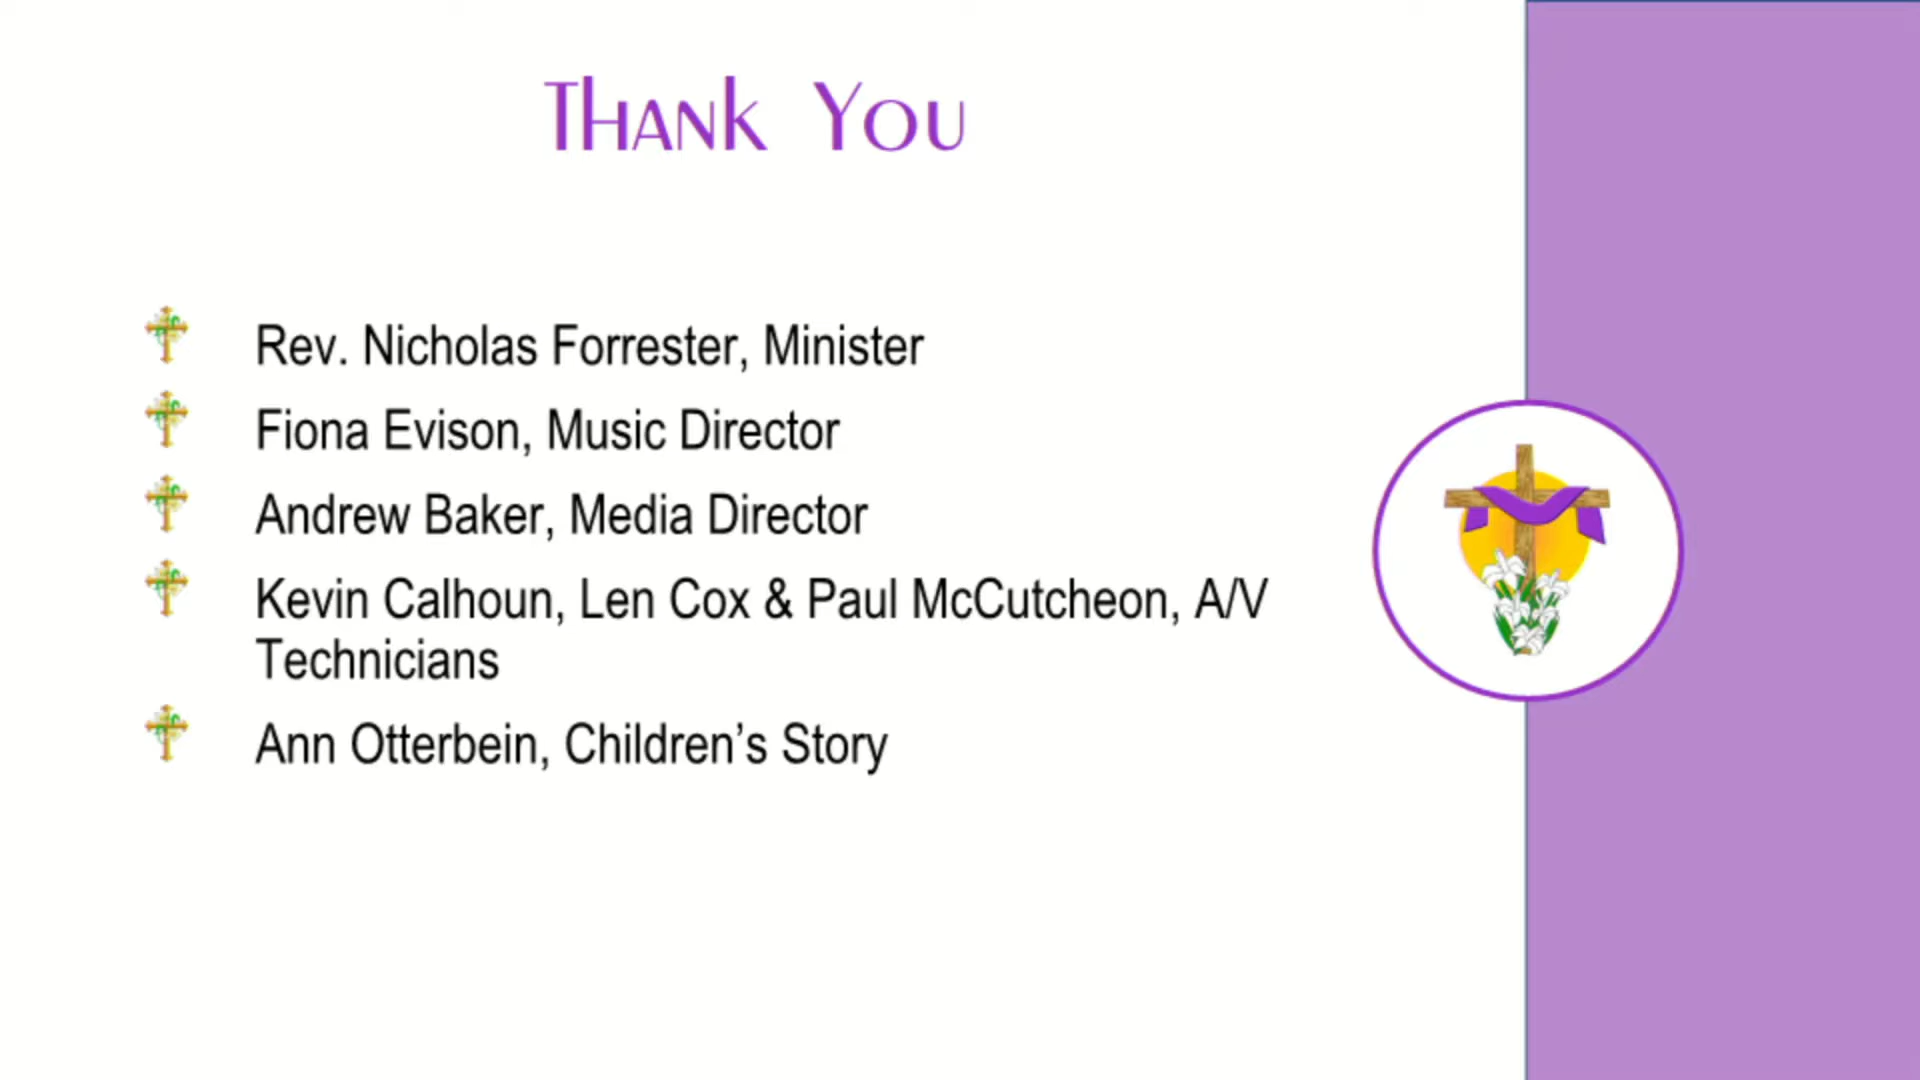 Thank You
Rev. Nicholas Forrester, Minister
Fiona Evison, Music Director
Andrew Baker, Media Director
Kevin Calhoun, Len Cox & Paul McCutcheon, A/V
Technicians
Ann Otterbein, Children’s Story